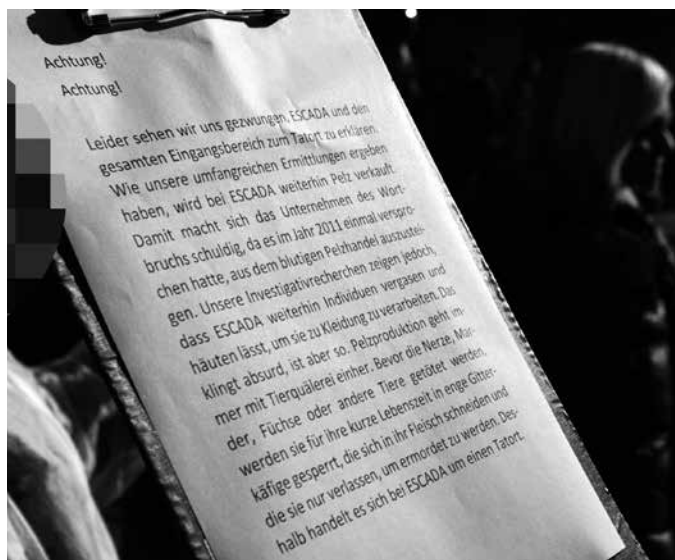 Achtung!
Achtung!
Leider sehen wir uns gezwungen, ESCADA und den
gesamten Eingangsbereich zum Tatort zu erklären.
Wie unsere umfangreichen Ermittlungen ergeben
haben, wird bei ESCADA weiterhin Pelz verkauft.
Damit macht sich das Unternehmen des Wort-
bruchs schuldig, da es im Jahr 2011 einmal verspro-
chen hatte, aus dem blutigen Pelzhandel auszustei-
gen. Unsere Investigativrecherchen zeigen jedoch,
dass ESCADA weiterhin Individuen vergasen und
häuten lässt, um sie zu Kleidung zu verarbeiten. Das
klingt absurd, ist aber so. Pelzproduktion geht im-
mer mit Tierquälerei einher. Bevor die Nerze, Mar-
der, Füchse oder andere Tiere getötet werden,
werden sie für ihre kurze Lebenszeit in enge Gitter-
käfige gesperrt, die sich in ihr Fleisch schneiden und
die sie nur verlassen, um ermordet zu werden. Des-
halb handelt es sich bei ESCADA um einen Tatort.